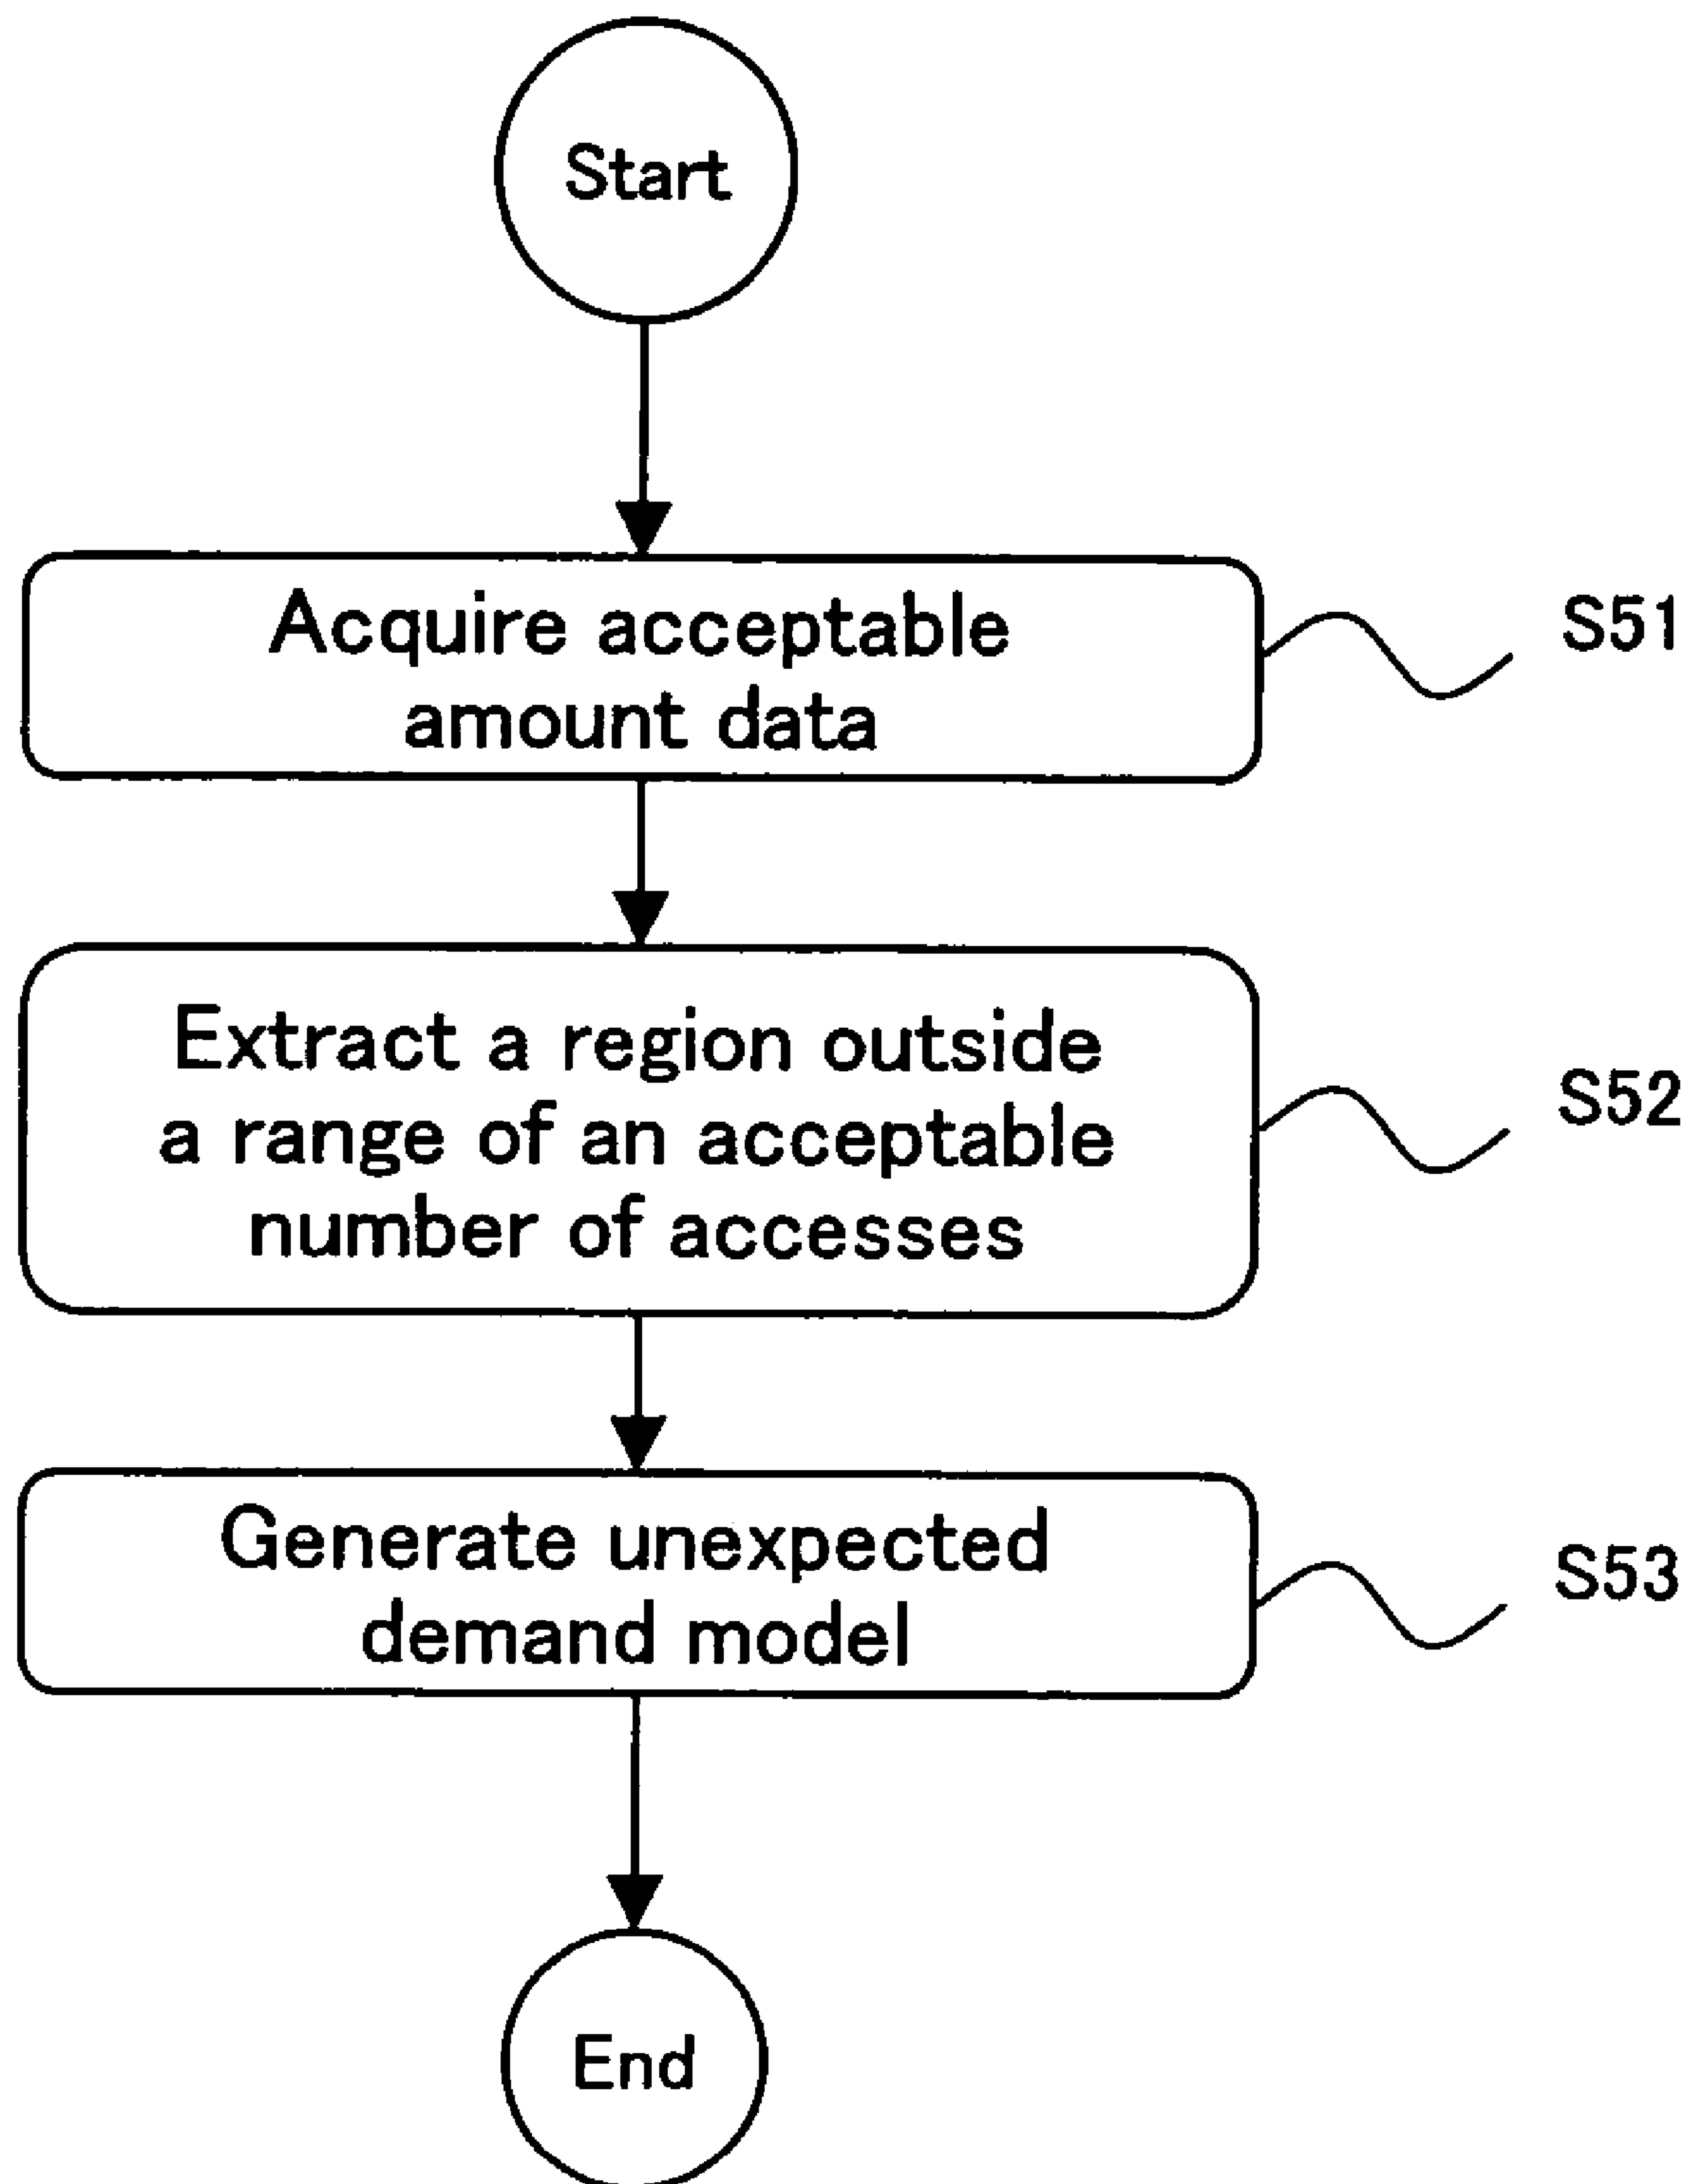 Start
Acquire acceptable
amount data
S51
Extract a region outside
a range of an acceptable
number of accesses
S52
Generate unexpected
demand model
S53
End